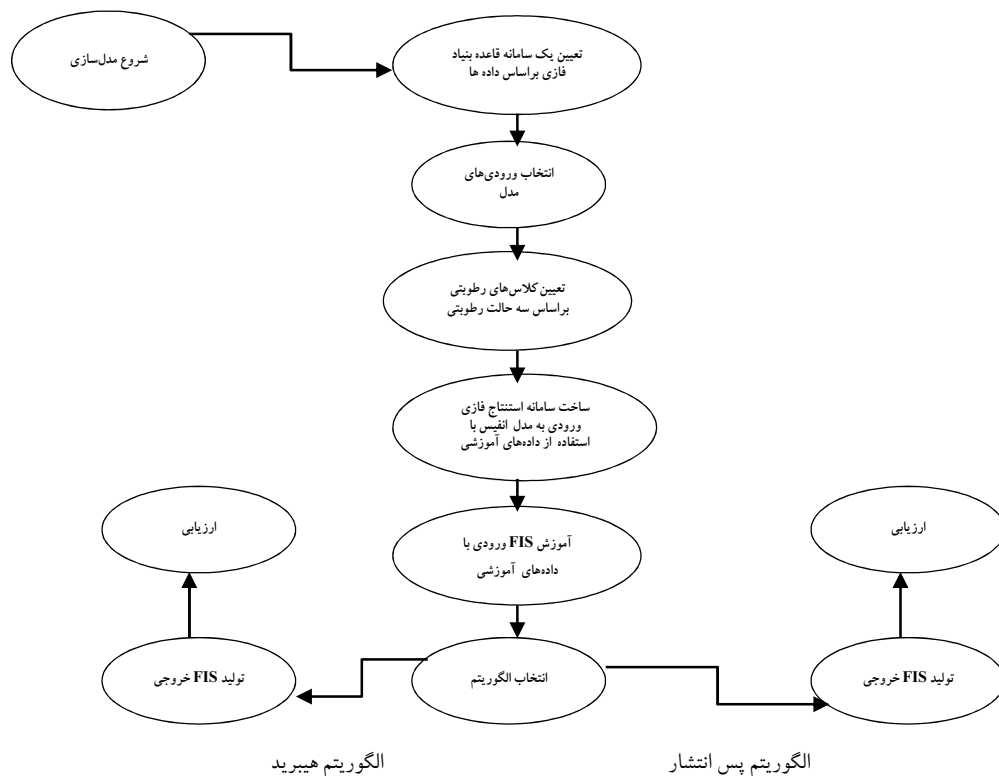 شروع مدل‌سازی
تعیین یک سامانه قاعده بنیاد
فازی براساس داده ها
انتخاب ورودی‌های
مدل
تعیین کلاس‌های رطوبتی
براساس سه حالت رطوبتی
ساخت سامانه استنتاج فازی
ورودی به مدل انفیس با
استفاده از داده‌های آموزشی
آموزش FIS ورودی با
داده‌های آموزشی
انتخاب الگوریتم
ارزیابی
تولید FIS خروجی
الگوریتم پس انتشار
ارزیابی
تولید FIS خروجی
الگوریتم هیبرید